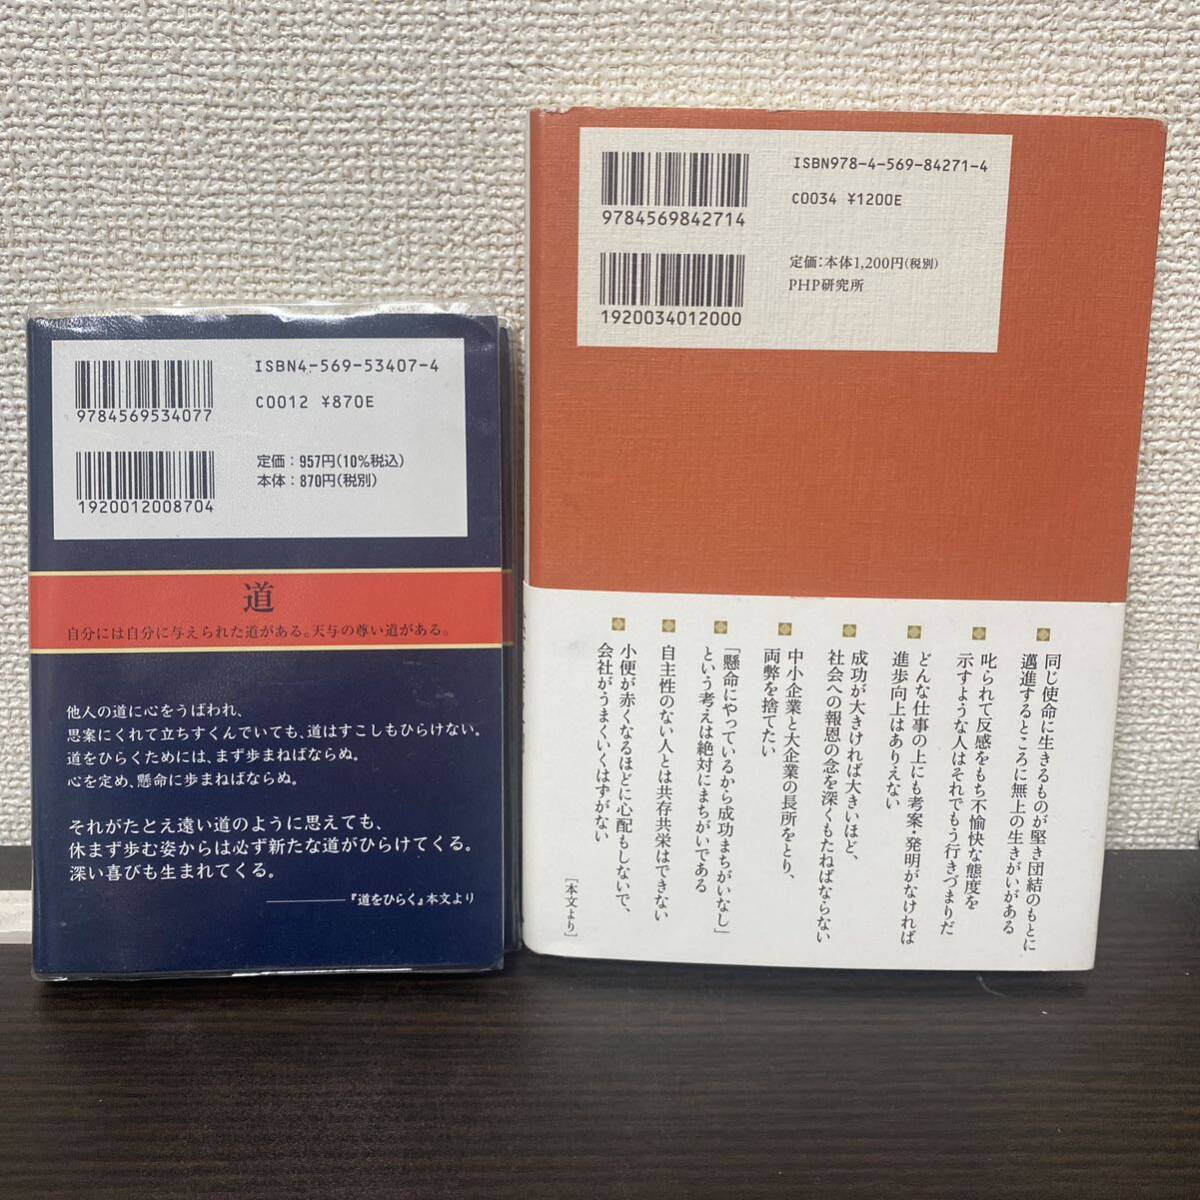 ISBN4-569-53407-4
C0012 ¥870E
9784569534077
定価：957円(10%税込)
本体：870円(税別)
1920012008704
道
自分には自分に与えられた道がある。天与の尊い道がある。
他人の道に心をうばわれ、
思案にくれて立ちすくんでいても、道はすこしもひらけない。
道をひらくためには、まず歩まねばならぬ。
心を定め、懸命に歩まねばならぬ。
それがたとえ遠い道のように思えても、
休まず歩む姿からは必ず新たな道がひらけてくる。
深い喜びも生まれてくる。
『道をひらく』本文より
ISBN978-4-569-84271-4
C0034 ¥1200E
9784569842714
定価：本体1,200円(税別)
PHP研究所
1920034012000
同じ使命に生きるものが堅き団結のもとに
邁進するところに無上の生きがいがある
叱られて反感をもち不愉快な態度を
示すような人はそれでもう行きづまりだ
どんな仕事の上にも考案・発明がなければ
進歩向上はありえない
成功が大きければ大きいほど、
社会への報恩の念を深くもたねばならない
中小企業と大企業の長所をとり、
両弊を捨てたい
「懸命にやっているから成功まちがいなし」
という考えは絶対にまちがいである
自主性のない人とは共存共栄はできない
小便が赤くなるほどに心配もしないで、
会社がうまくいくはずがない
［本文より］